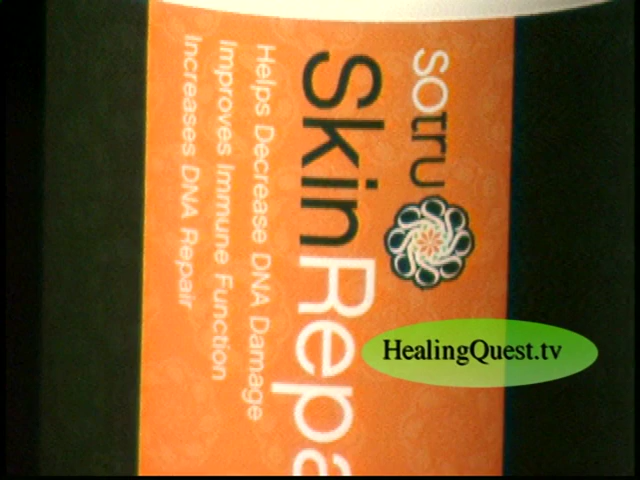 sotru
SkinRepa
Helps Decrease DNA Damage
Improves Immune Function
Increases DNA Repair
HealingQuest.tv